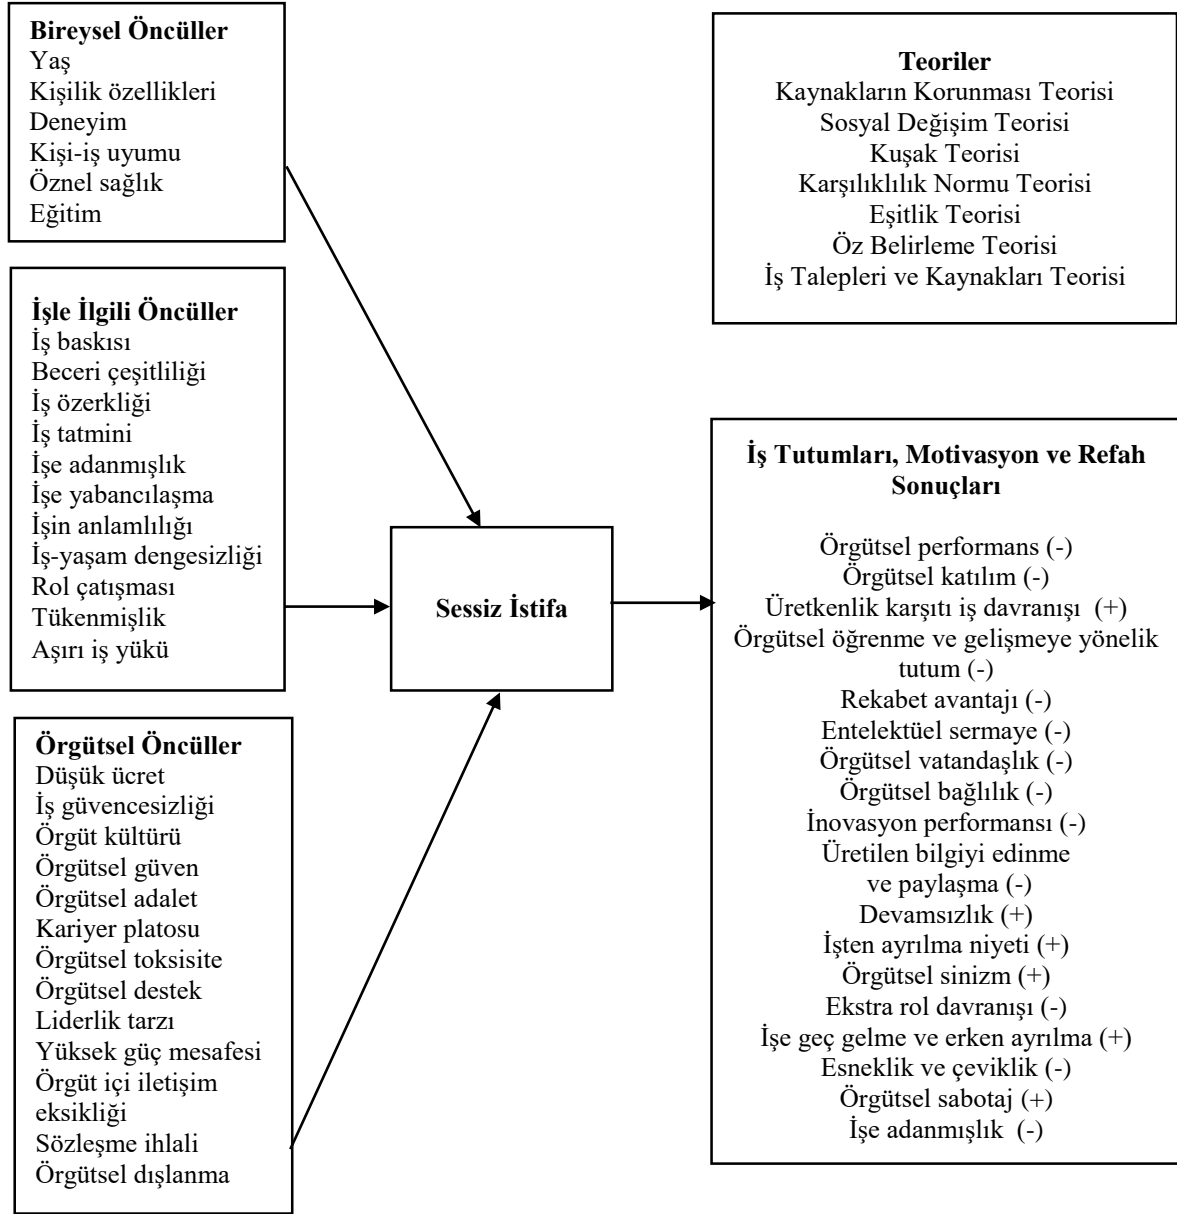 Bireysel Öncüller
Yaş
Kişilik özellikleri
Deneyim
Kişi-iş uyumu
Öznel sağlık
Eğitim
İşle İlgili Öncüller
İş baskısı
Beceri çeşitliliği
İş özerkliği
İş tatmini
İşe adanmışlık
İşe yabancılaşma
İşin anlamlılığı
İş-yaşam dengesizliği
Rol çatışması
Tükenmişlik
Aşırı iş yükü
Örgütsel Öncüller
Düşük ücret
İş güvencesizliği
Örgüt kültürü
Örgütsel güven
Örgütsel adalet
Kariyer platosu
Örgütsel toksisite
Örgütsel destek
Liderlik tarzı
Yüksek güç mesafesi
Örgüt içi iletişim
eksikliği
Sözleşme ihlali
Örgütsel dışlanma
Sessiz İstifa
Teoriler
Kaynakların Korunması Teorisi
Sosyal Değişim Teorisi
Kuşak Teorisi
Karşılıklılık Normu Teorisi
Eşitlik Teorisi
Öz Belirleme Teorisi
İş Talepleri ve Kaynakları Teorisi
İş Tutumları, Motivasyon ve Refah
Sonuçları
Örgütsel performans (-)
Örgütsel katılım (-)
Üretkenlik karşıtı iş davranışı (+)
Örgütsel öğrenme ve gelişmeye yönelik
tutum (-)
Rekabet avantajı (-)
Entelektüel sermaye (-)
Örgütsel vatandaşlık (-)
Örgütsel bağlılık (-)
İnovasyon performansı (-)
Üretilen bilgiyi edinme
ve paylaşma (-)
Devamsızlık (+)
İşten ayrılma niyeti (+)
Örgütsel sinizm (+)
Ekstra rol davranışı (-)
İşe geç gelme ve erken ayrılma (+)
Esneklik ve çeviklik (-)
Örgütsel sabotaj (+)
İşe adanmışlık (-)